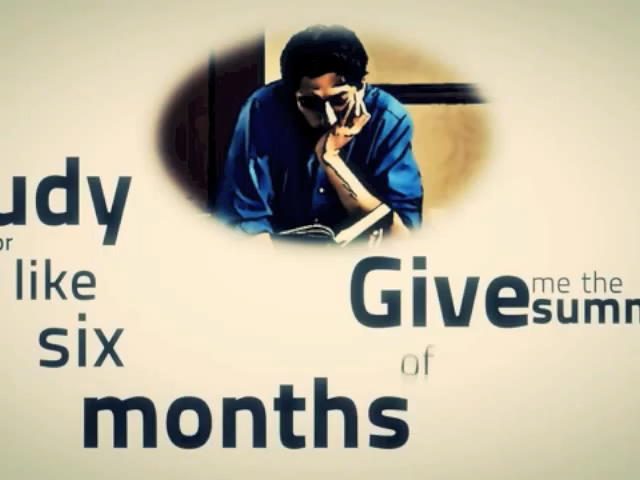 udy
or
like
six
months
Give
me the
summ
of